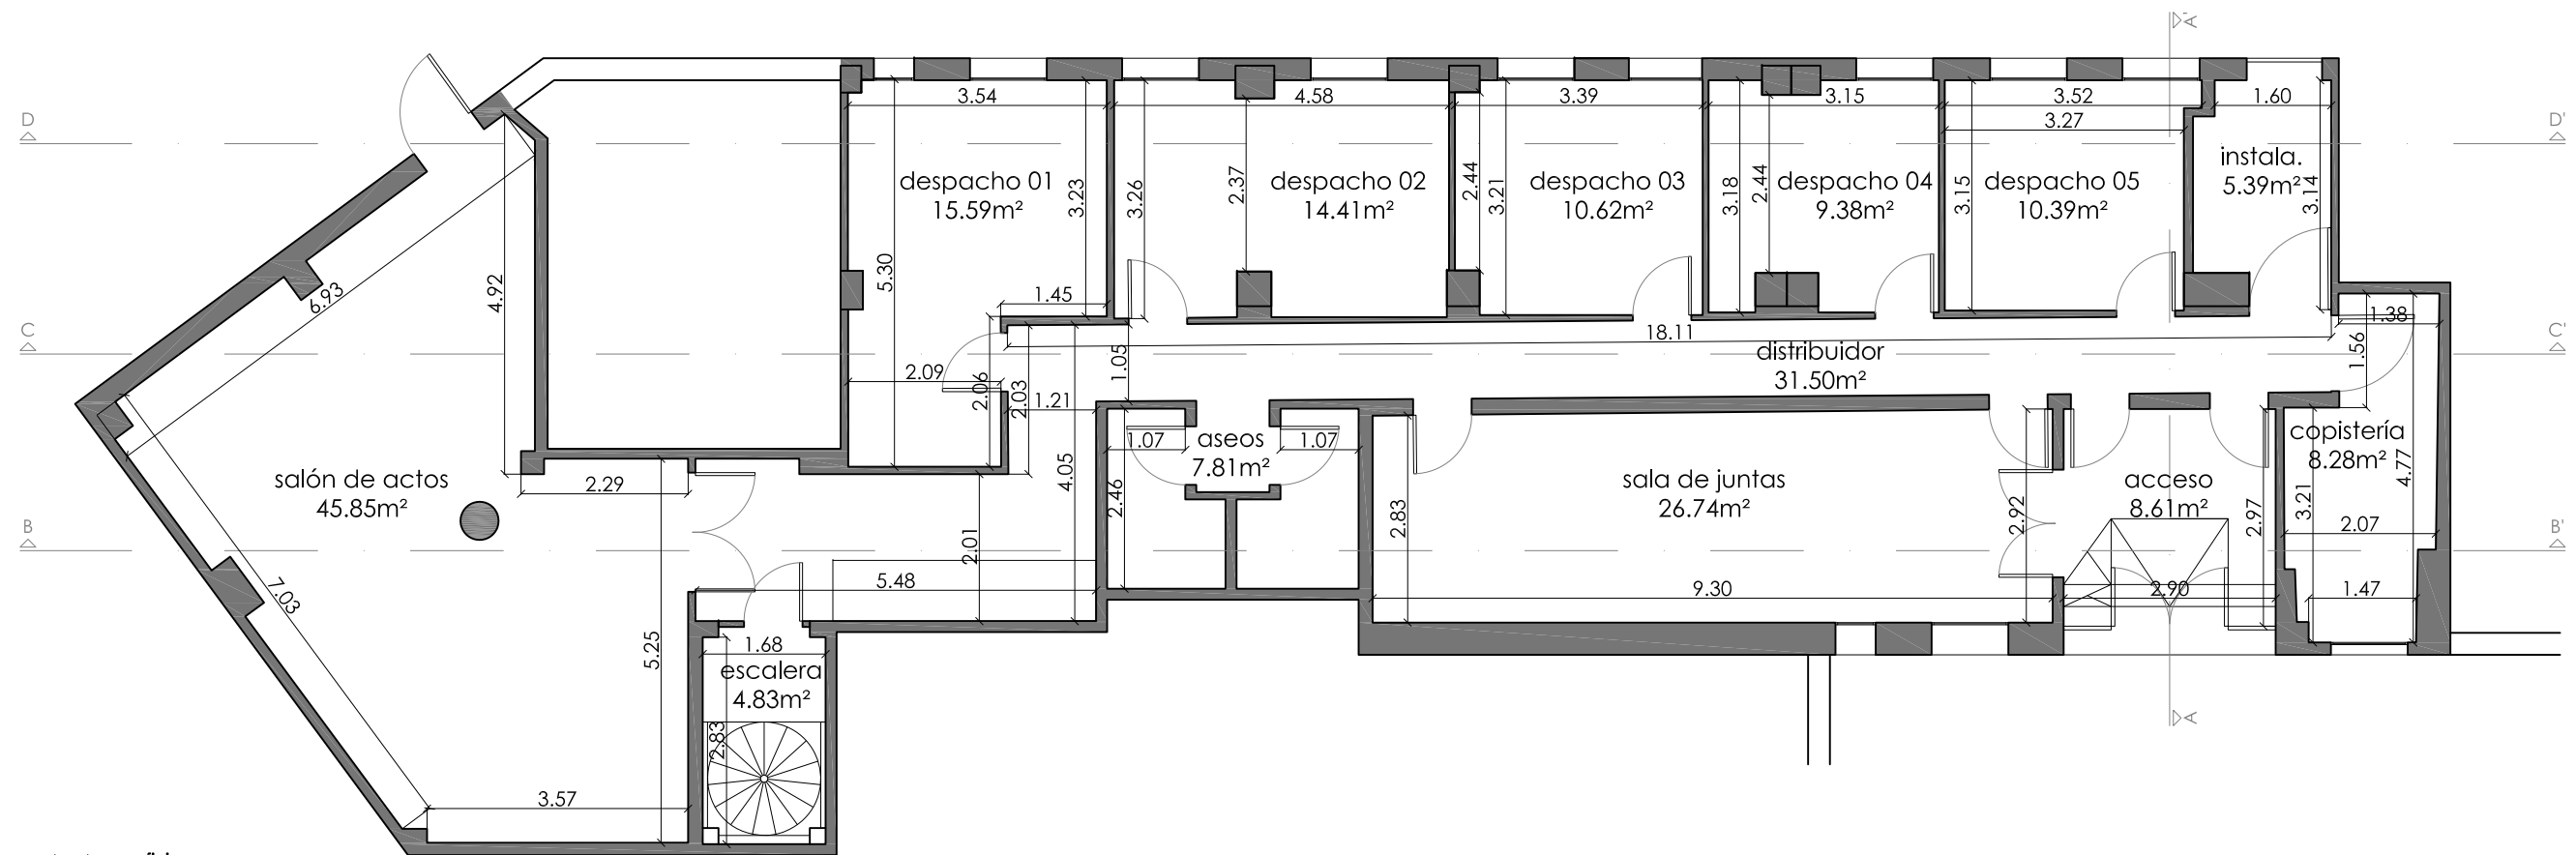 A'
D
D'
3.54
4.58
3.39
3.15
3.52
1.60
3.27
despacho 01
15.59m²
despacho 02
14.41m²
despacho 03
10.62m²
despacho 04
9.38m²
despacho 05
10.39m²
instala.
5.39m²
4.92
6.93
5.30
3.23
3.26
2.37
2.44
3.21
3.18
2.44
3.15
3.14
1.45
1.38
C
C'
18.11
distribuidor
31.50m²
1.05
1.56
2.09
2.06
2.03
1.21
4.05
salón de actos
45.85m²
2.29
1.07
aseos
7.81m²
1.07
2.46
sala de juntas
26.74m²
2.83
2.92
acceso
8.61m²
2.97
copistería
8.28m²
4.77
3.21
2.07
B
B'
2.01
5.48
9.30
2.90
1.47
7.03
5.25
1.68
escalera
4.83m²
2.83
3.57
A